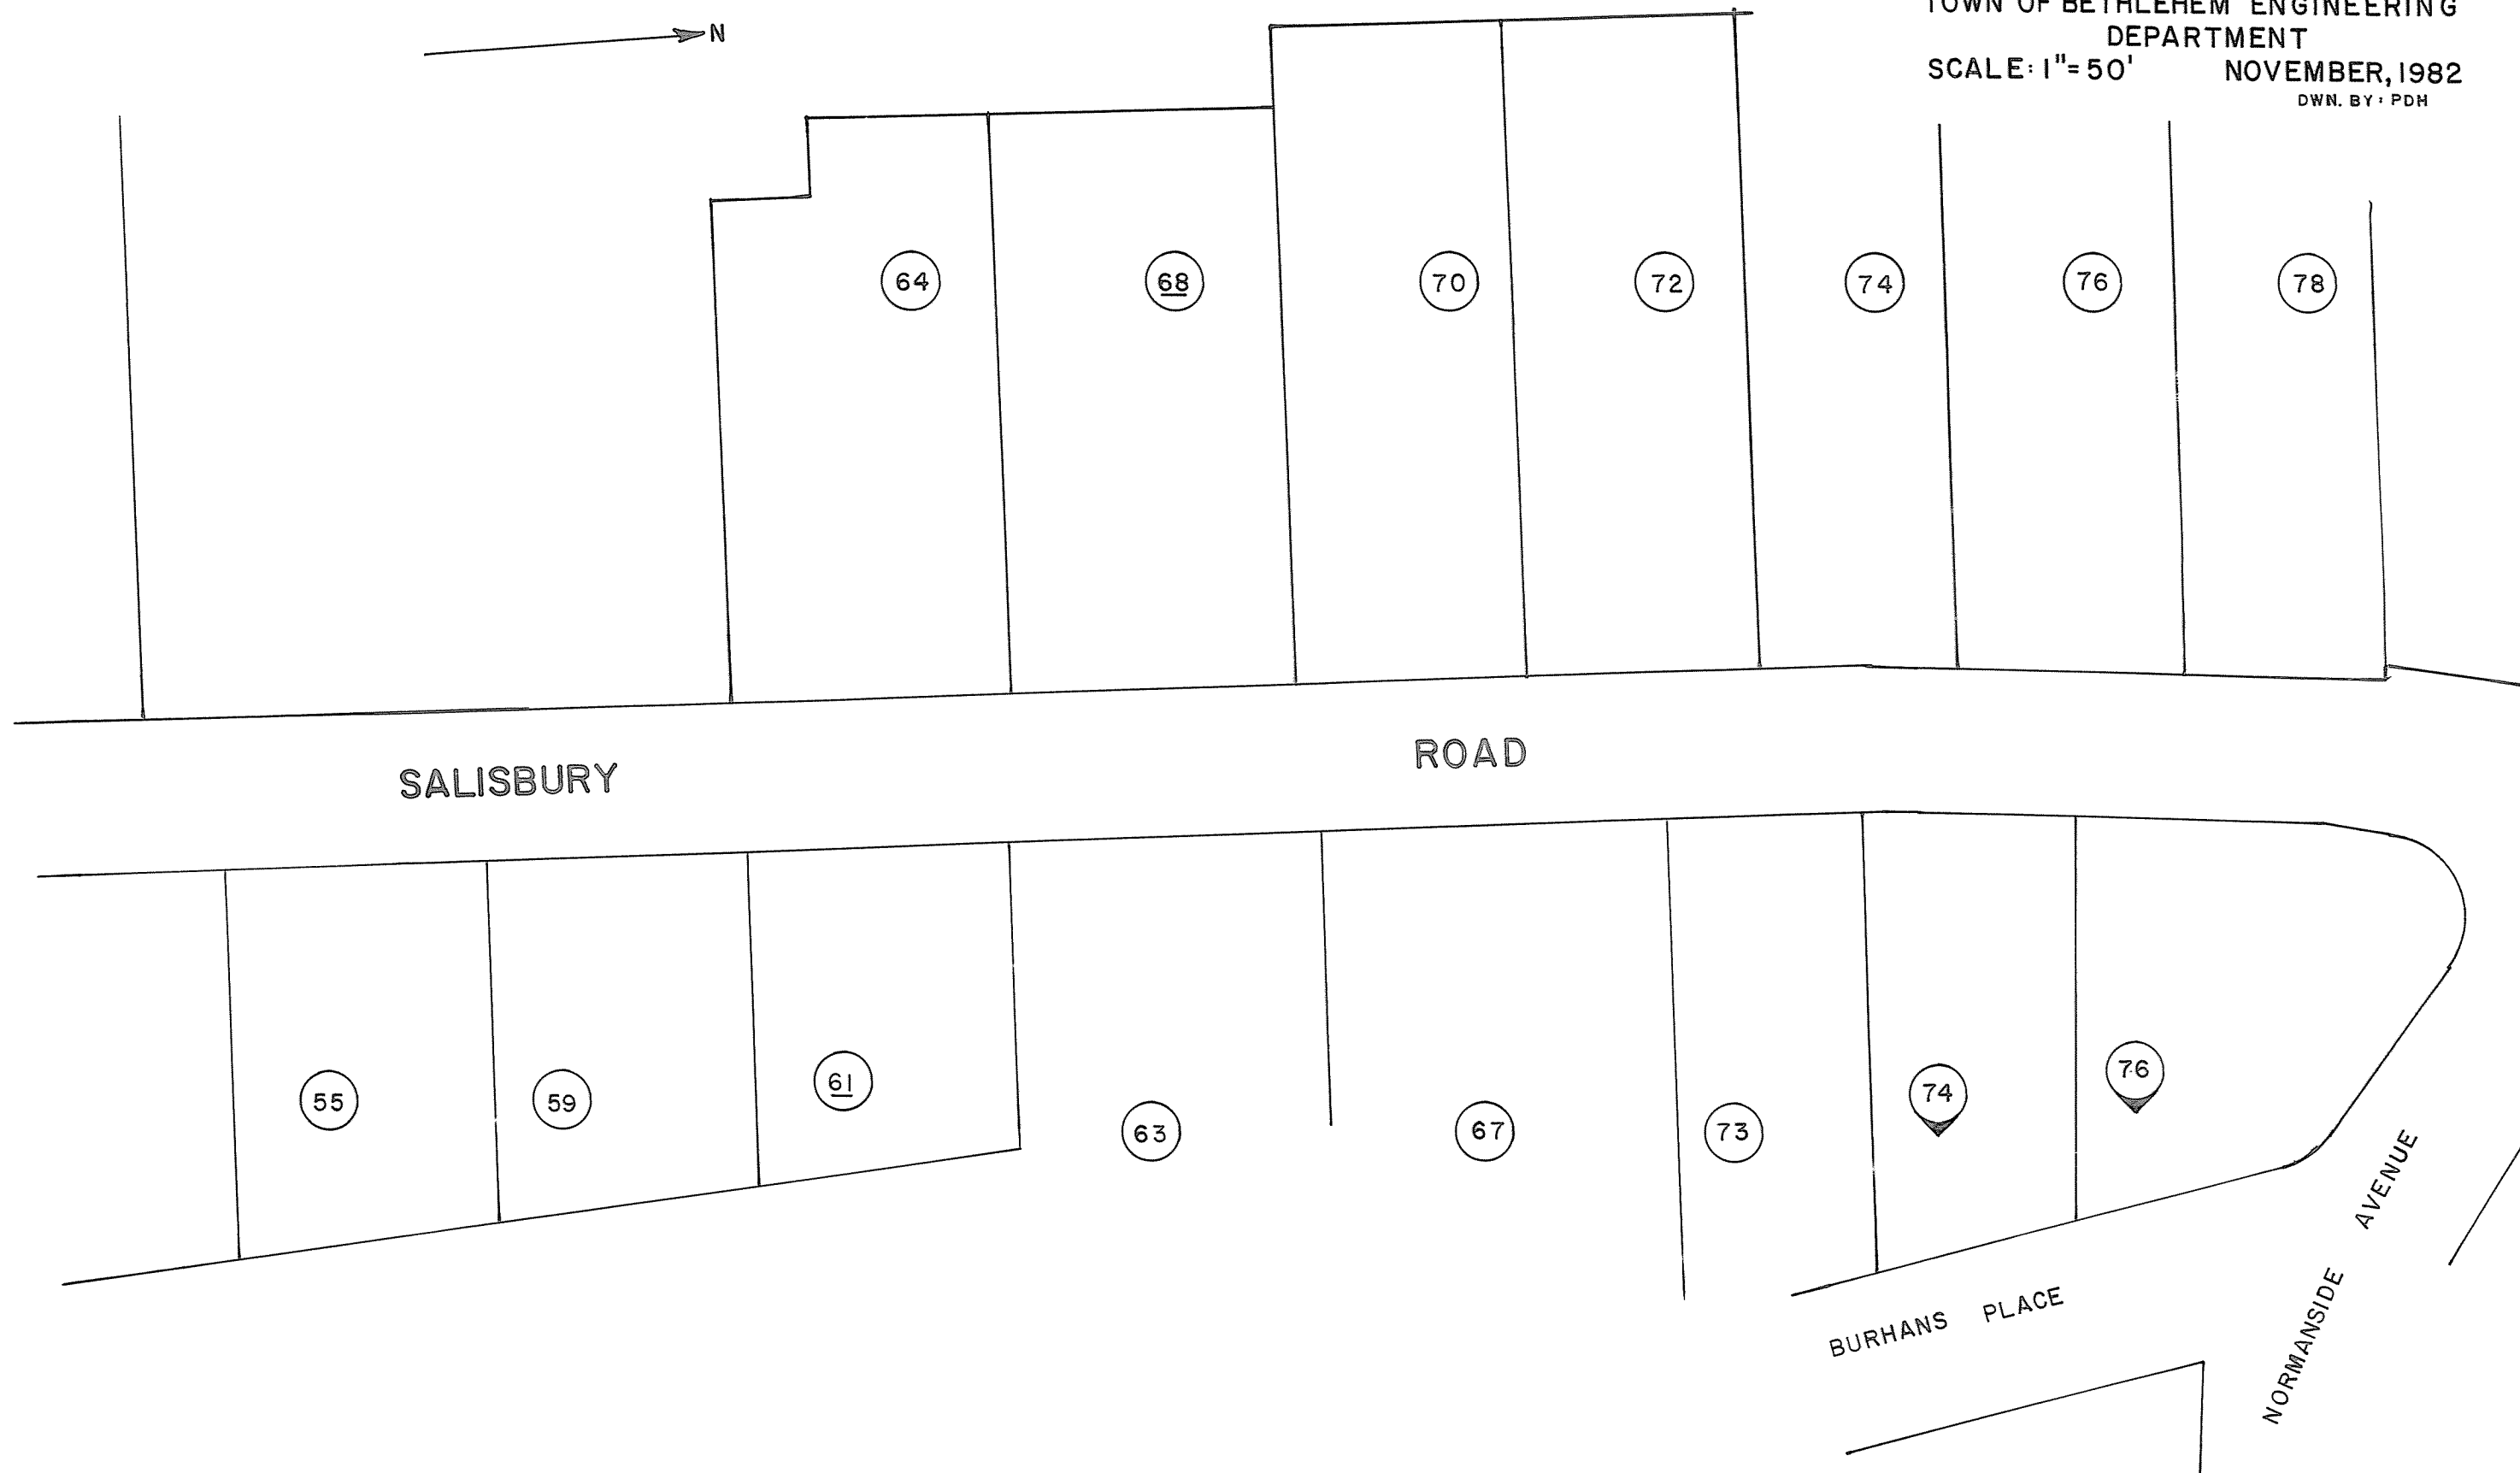 TOWN OF BETHLEHEM ENGINEERING
DEPARTMENT
SCALE: 1"= 50' NOVEMBER, 1982
DWN. BY: PDH
N
64 68 70 72 74 76 78
SALISBURY ROAD
55 59 61 63 67 73 74 76
BURHANS PLACE
NORMANSIDE AVENUE